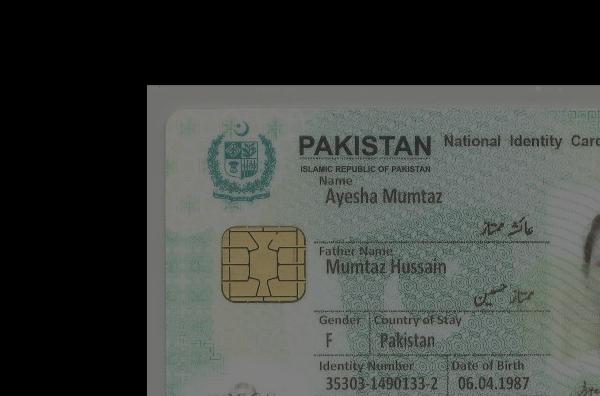 PAKISTAN National Identity Card
ISLAMIC REPUBLIC OF PAKISTAN
Name
Ayesha Mumtaz
عائشہ ممتاز
Father Name
Mumtaz Hussain
ممتاز حسین
Gender Country of Stay
F Pakistan
Identity Number Date of Birth
35303-1490133-2 06.04.1987